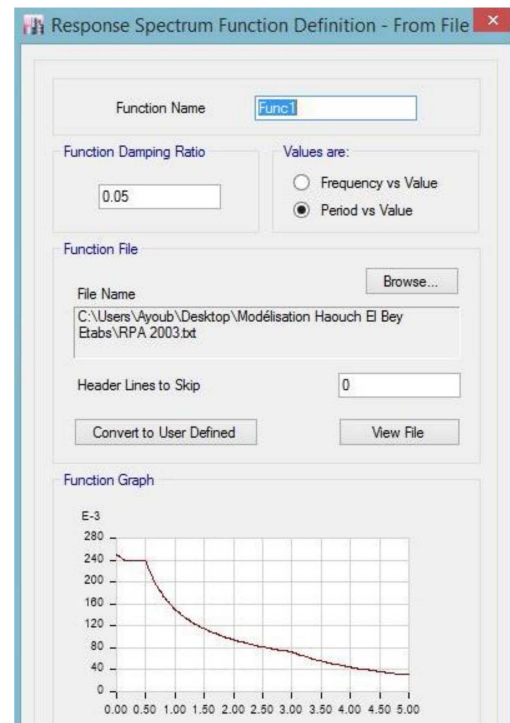 Response Spectrum Function Definition - From File
Function Name
Func1
Function Damping Ratio
Values are:
0.05
Frequency vs Value
Period vs Value
Function File
Browse...
File Name
C:\Users\Ayoub\Desktop\Modélisation Haouch El Bey
Etabs\RPA 2003.txt
Header Lines to Skip
0
Convert to User Defined
View File
Function Graph
E-3
280
240
200
160
120
80
40
0
0.00 0.50 1.00 1.50 2.00 2.50 3.00 3.50 4.00 4.50 5.00